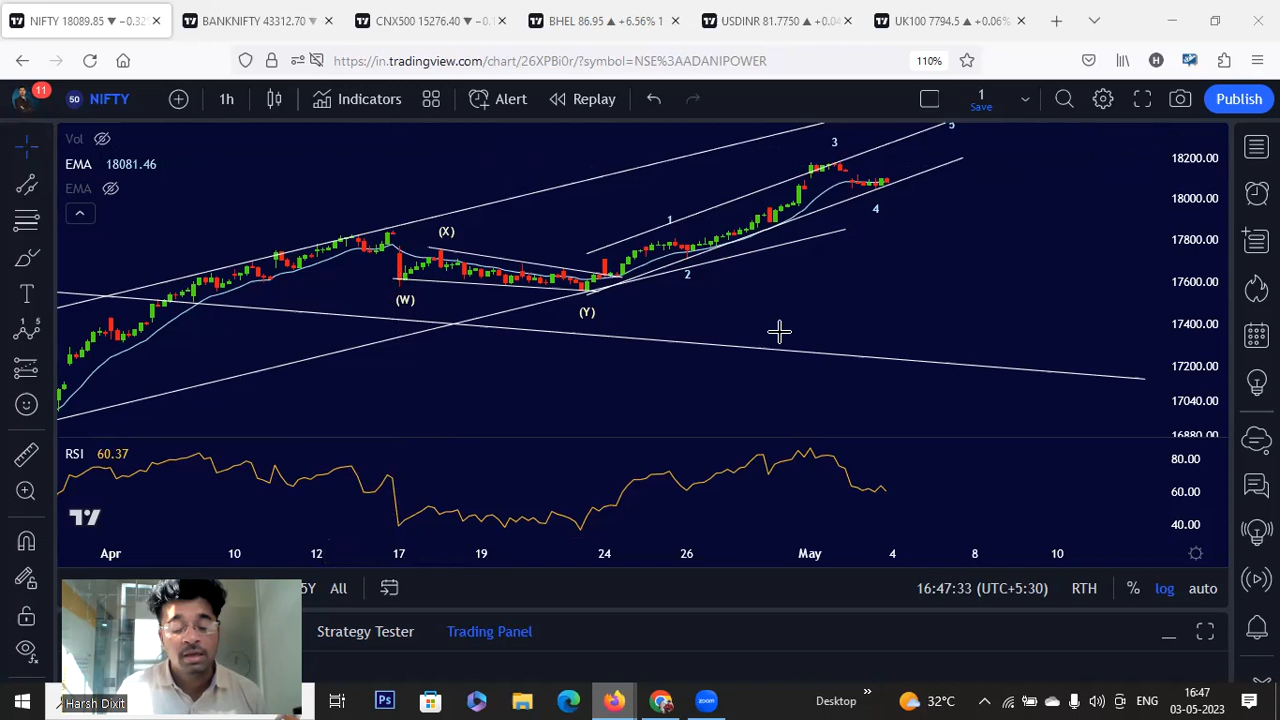 NIFTY 18089.85 ▼ −0.32%
BANKNIFTY 43312.70 ▼
CNX500 15276.40 ▼ −0.
BHEL 86.95 ▲ +6.56% 1
USDINR 81.7750 ▲ +0.0
UK100 7794.5 ▲ +0.06%
https://in.tradingview.com/chart/26XPBi0r/?symbol=NSE%3AADANIPOWER
110%
H
11
50 NIFTY
1h
Indicators
Alert
Replay
1
Save
Publish
Vol
EMA 18081.46
EMA
(X)
(W)
(Y)
1
2
3
4
5
18200.00
18000.00
17800.00
17600.00
17400.00
17200.00
17040.00
16880.00
RSI 60.37
80.00
60.00
40.00
Apr 10 12 17 19 24 26 May 4 8 10
5Y All
16:47:33 (UTC+5:30) RTH % log auto
Strategy Tester Trading Panel
Harsh Dixit
Ps
Desktop
32°C
ENG
16:47
03-05-2023